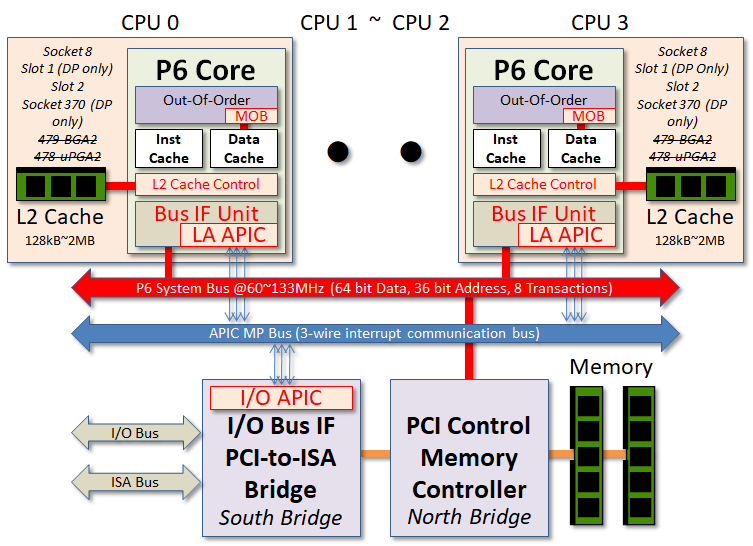 CPU 0
CPU 1 ~ CPU 2
CPU 3
Socket 8
Slot 1 (DP only)
Slot 2
Socket 370 (DP
only)
479-BGA2
478-uPGA2
L2 Cache
128kB~2MB
P6 Core
Out-Of-Order
MOB
Inst
Cache
Data
Cache
L2 Cache Control
Bus IF Unit
LA APIC
P6 Core
Out-Of-Order
MOB
Inst
Cache
Data
Cache
L2 Cache Control
Bus IF Unit
LA APIC
Socket 8
Slot 1 (DP Only)
Slot 2
Socket 370 (DP
only)
479-BGA2
478-uPGA2
L2 Cache
128kB~2MB
P6 System Bus @60~133MHz (64 bit Data, 36 bit Address, 8 Transactions)
APIC MP Bus (3-wire interrupt communication bus)
I/O Bus
ISA Bus
I/O APIC
I/O Bus IF
PCI-to-ISA
Bridge
South Bridge
PCI Control
Memory
Controller
North Bridge
Memory